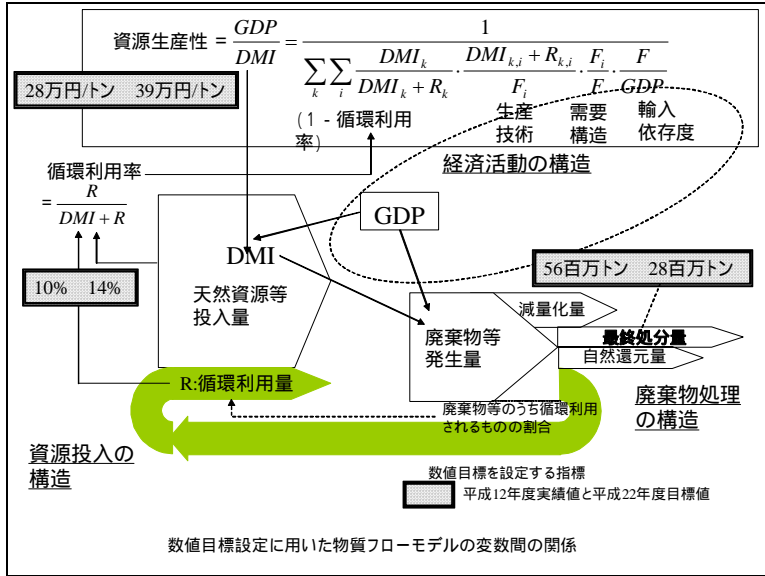 資源生産性 = GDP/DMI = 1/(∑k ∑i DMI_k/(DMI_k + R_k) · (DMI_{k,i} + R_{k,i})/F_i · F_i/F · F/GDP)
28万円/トン 39万円/トン
(1 - 循環利用
率)
生産
技術
需要
構造
輸入
依存度
経済活動の構造
循環利用率
= R/(DMI + R)
GDP
DMI
天然資源等
投入量
10% 14%
56百万トン 28百万トン
減量化量
廃棄物等
発生量
最終処分量
自然還元量
R:循環利用量
廃棄物等のうち循環利用
されるものの割合
廃棄物処理
の構造
資源投入の
構造
数値目標を設定する指標
平成12年度実績値と平成22年度目標値
数値目標設定に用いた物質フローモデルの変数間の関係